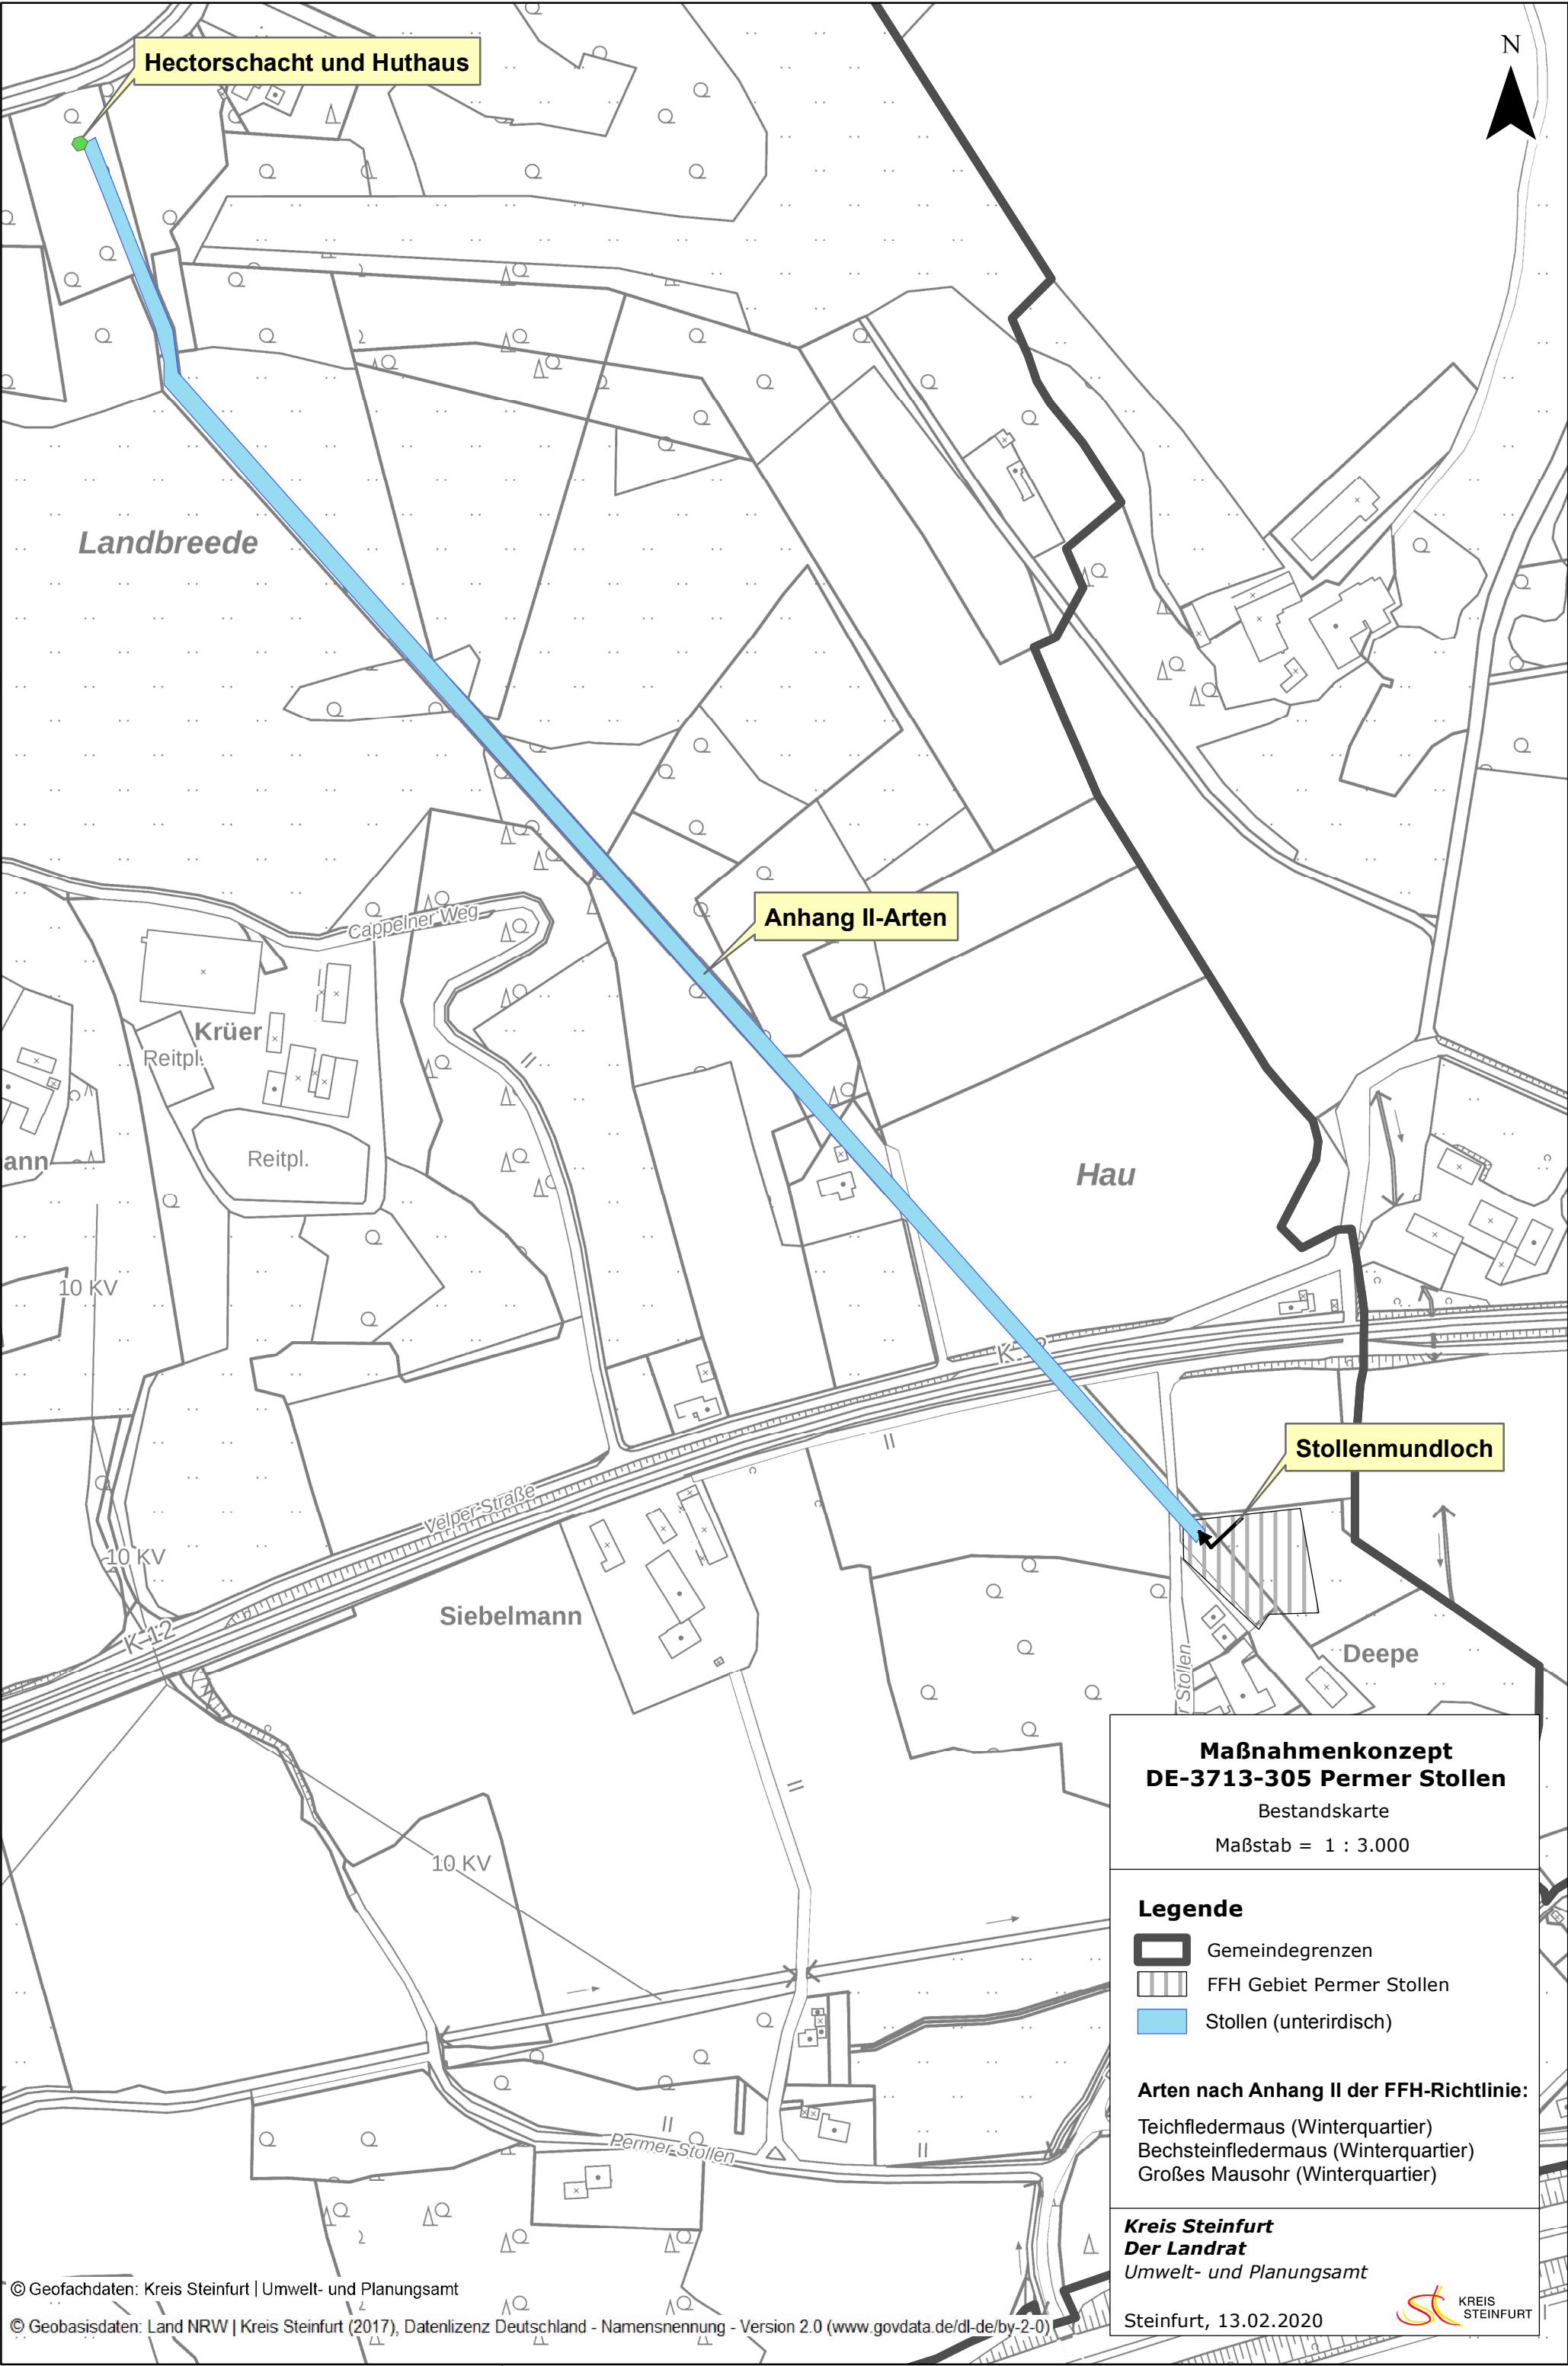 Hectorschacht und Huthaus
N
Landbreede
Anhang II-Arten
Cappelner Weg
Krüer
Reitpl.
ann
Reitpl.
Hau
10 KV
Stollenmundloch
Velper Straße
10 KV
K 12
Siebelmann
Deepe
r Stollen
10 KV
Permer Stollen
Maßnahmenkonzept
DE-3713-305 Permer Stollen
Bestandskarte
Maßstab = 1 : 3.000
Legende
Gemeindegrenzen
FFH Gebiet Permer Stollen
Stollen (unterirdisch)
Arten nach Anhang II der FFH-Richtlinie:
Teichfledermaus (Winterquartier)
Bechsteinfledermaus (Winterquartier)
Großes Mausohr (Winterquartier)
Kreis Steinfurt
Der Landrat
Umwelt- und Planungsamt
Steinfurt, 13.02.2020
KREIS
STEINFURT
© Geofachdaten: Kreis Steinfurt | Umwelt- und Planungsamt
© Geobasisdaten: Land NRW | Kreis Steinfurt (2017), Datenlizenz Deutschland - Namensnennung - Version 2.0 (www.govdata.de/dl-de/by-2-0)